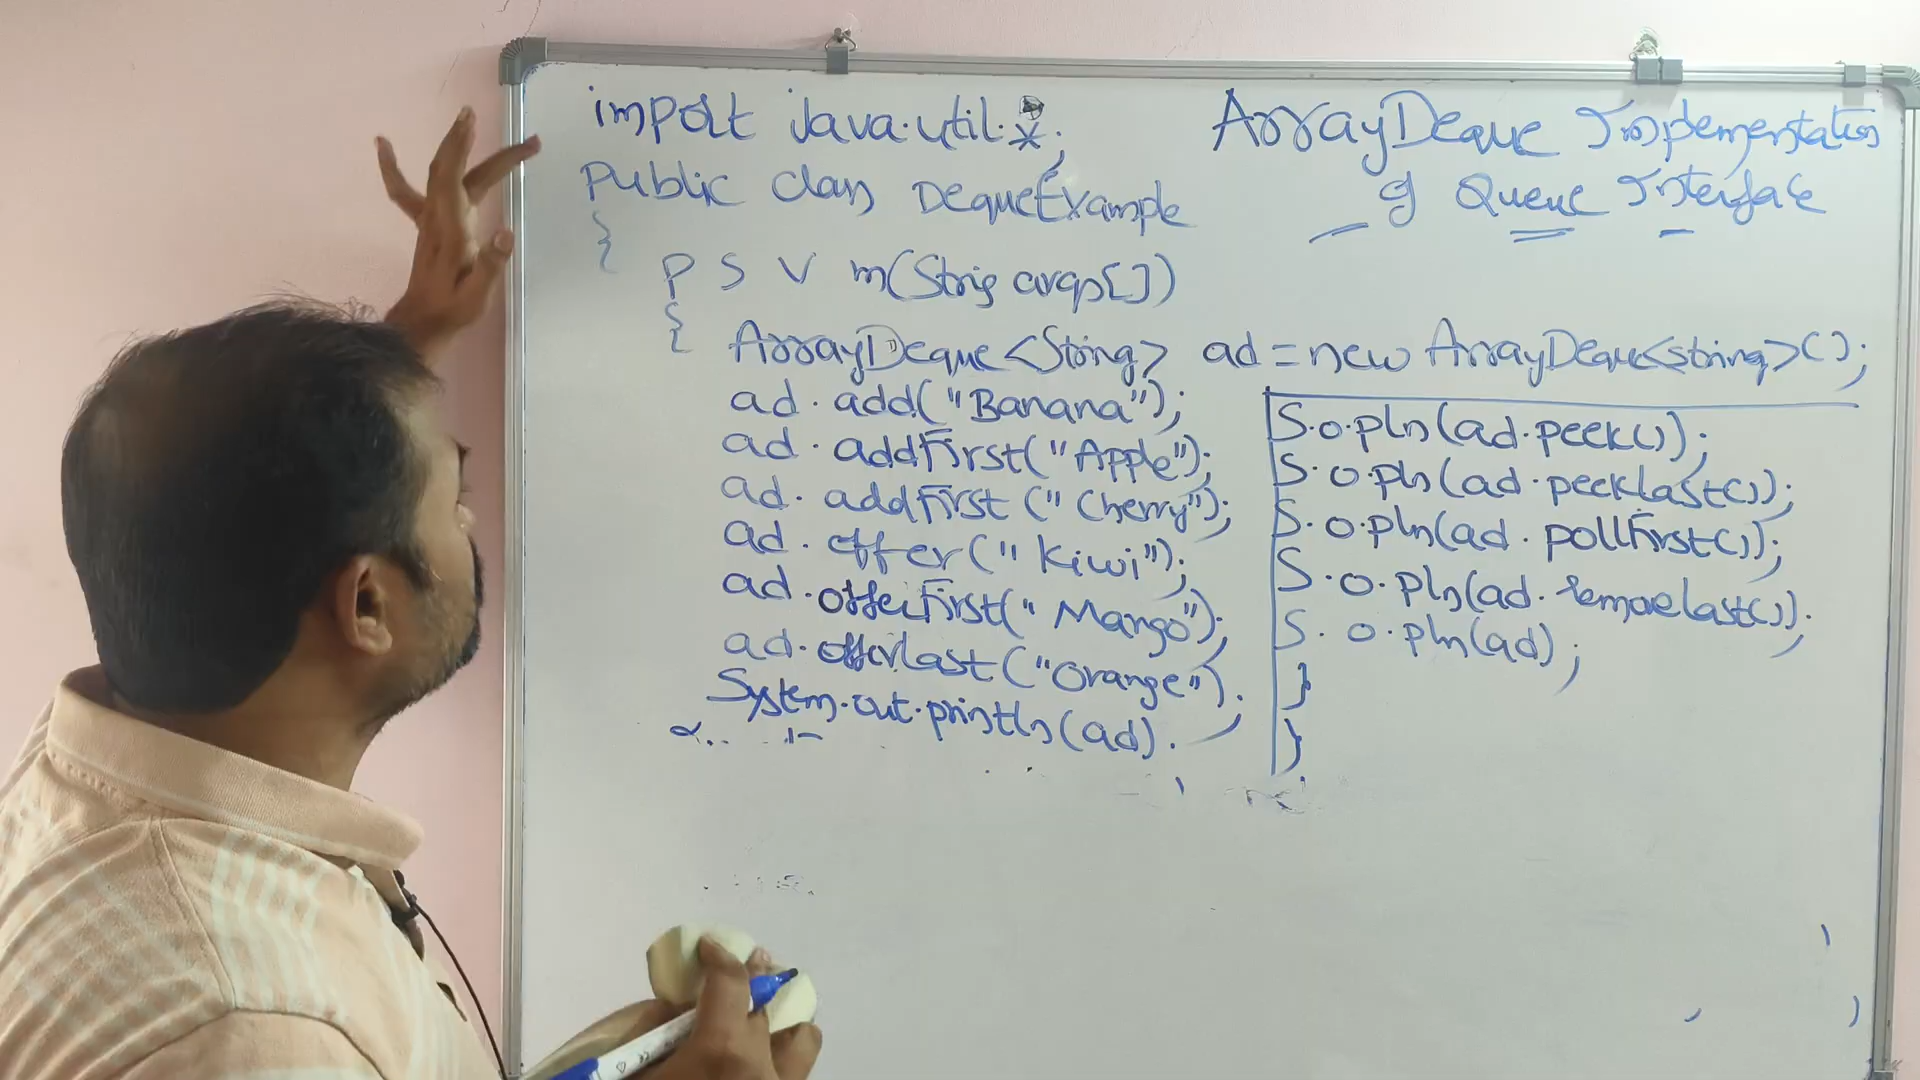 import java.util.*;
Public class DequeExample
{
P S V m(String args[])
{
ArrayDeque<String> ad = new ArrayDeque<String>();
ad.add("Banana");
ad.addFirst("Apple");
ad.addFirst("Cherry");
ad.offer("Kiwi");
ad.offerFirst("Mango");
ad.offerLast("Orange");
System.out.println(ad).
ArrayDeque Implementation
of Queue Interface
S.o.pln(ad.peek());
S.o.pln(ad.peeklast());
S.o.pln(ad.pollFirst());
S.o.pln(ad.removelast());
S.o.pln(ad);
}
}